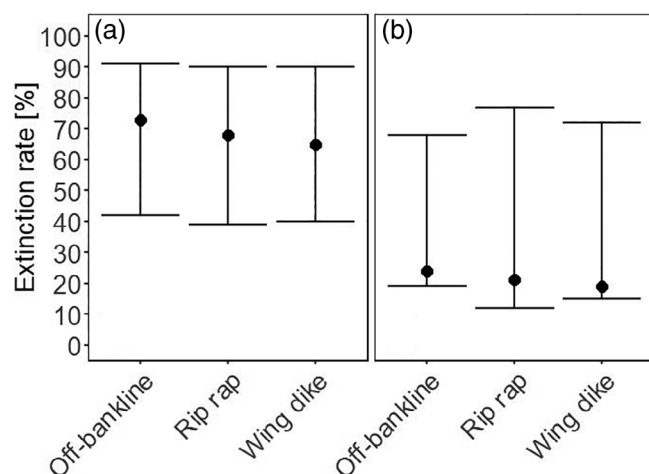 (a)
(b)
Extinction rate [%]
100
90
80
70
60
50
40
30
20
10
0
Off-bankline
Rip rap
Wing dike
Off-bankline
Rip rap
Wing dike